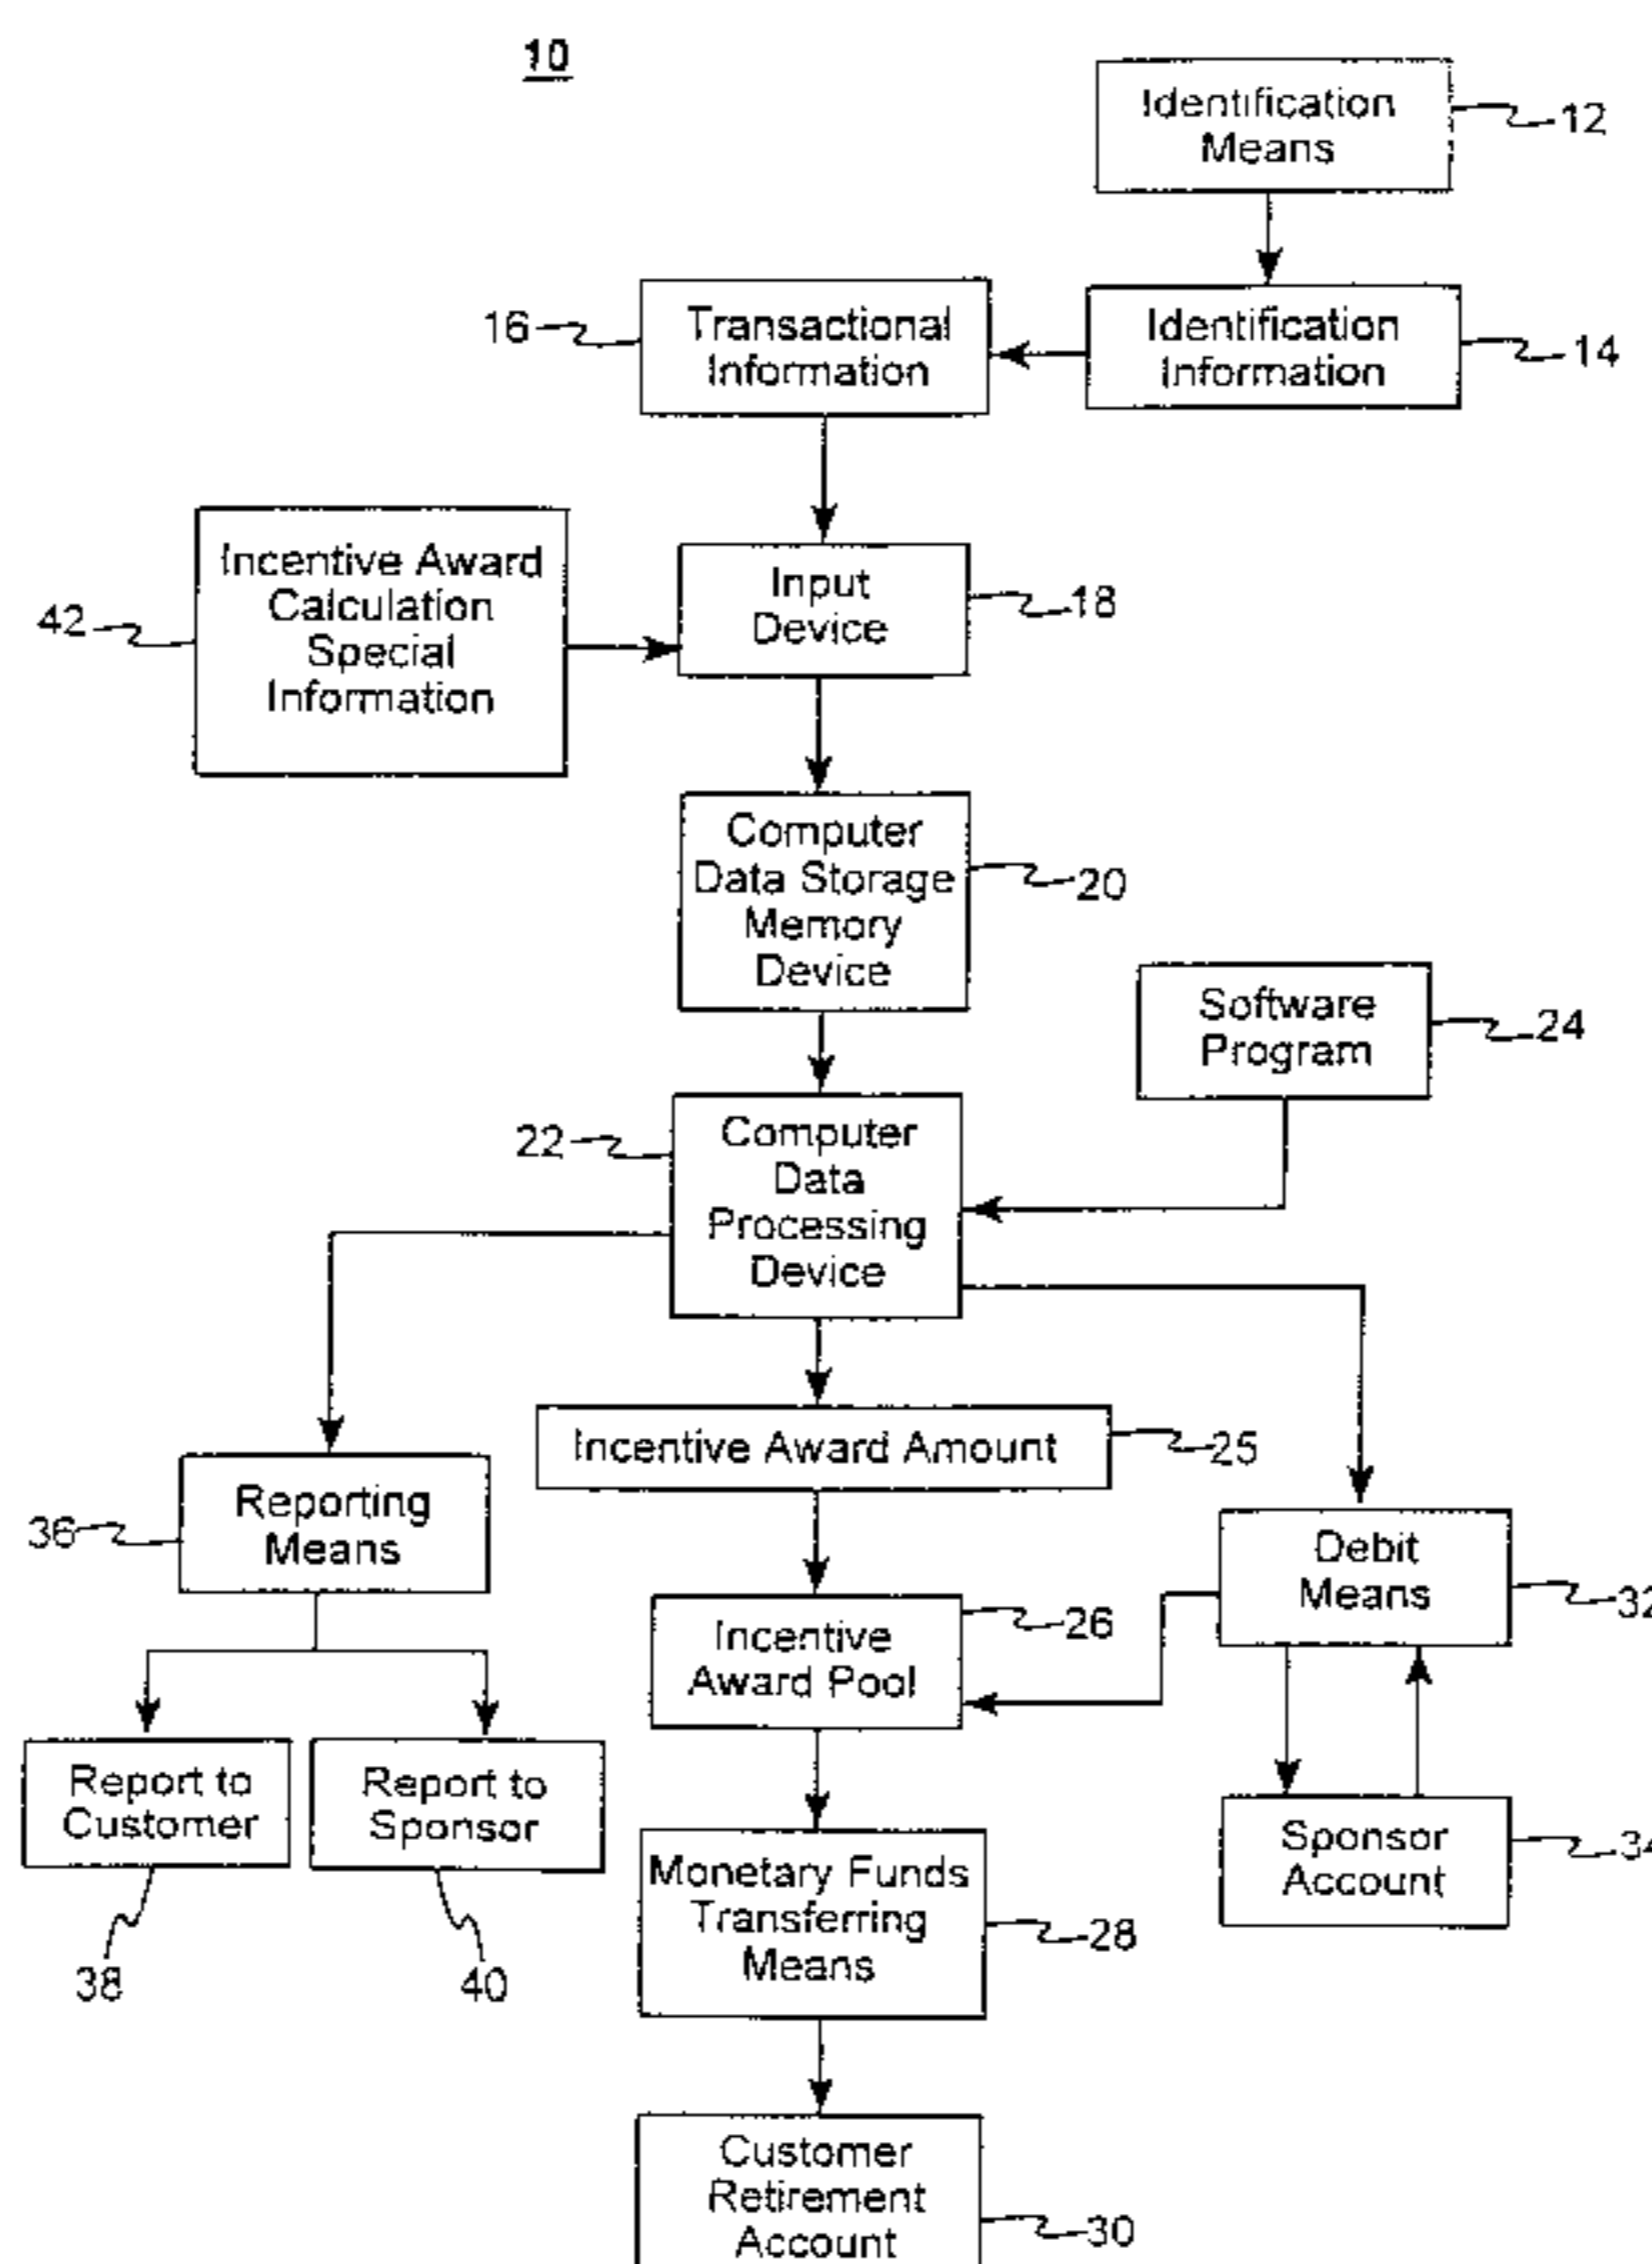 10
Identification
Means
12
Transactional
Information
16
Identification
Information
14
Incentive Award
Calculation
Special
Information
42
Input
Device
18
Computer
Data Storage
Memory
Device
20
Software
Program
24
22
Computer
Data
Processing
Device
Incentive Award Amount
25
36
Reporting
Means
Debit
Means
32
Incentive
Award Pool
26
Report to
Customer
Report to
Sponsor
Sponsor
Account
34
Monetary Funds
Transferring
Means
28
38
40
Customer
Retirement
Account
30